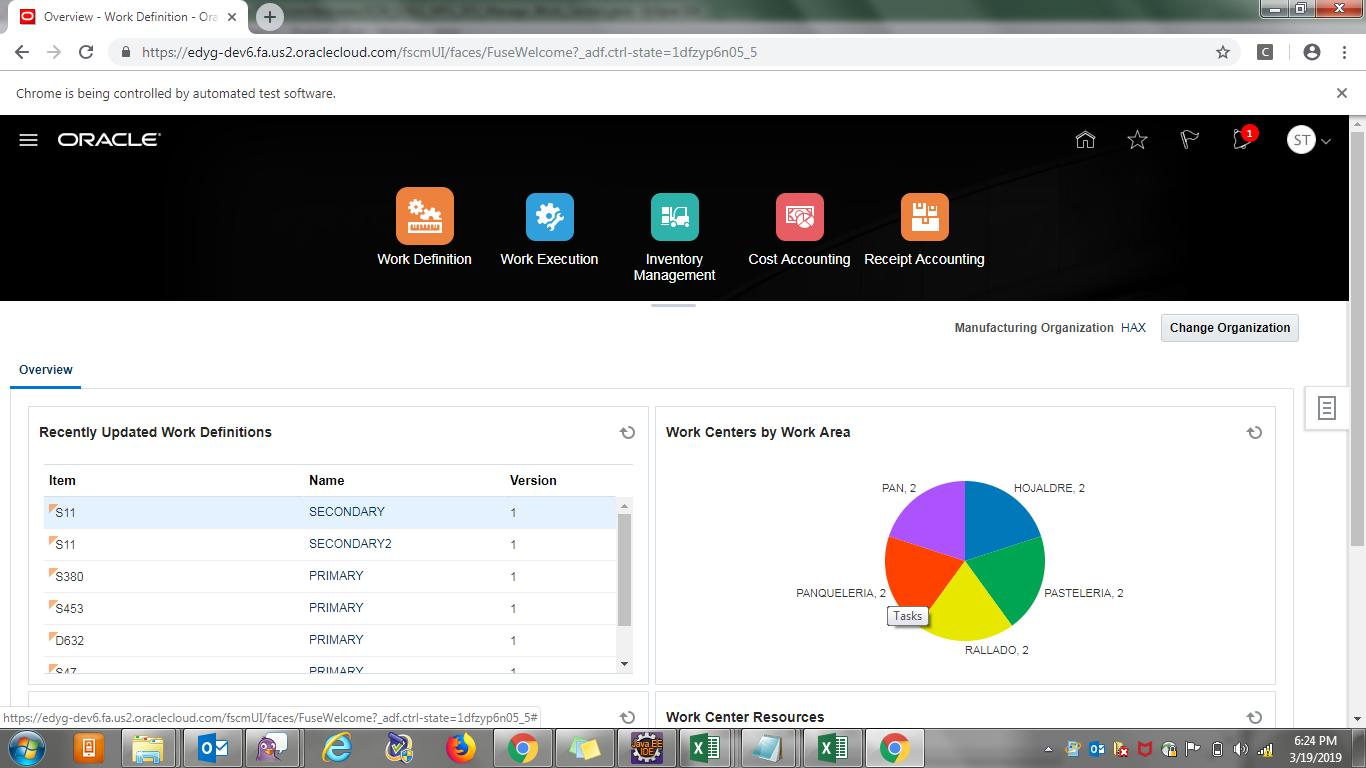 Overview - Work Definition - Ora
https://edyg-dev6.fa.us2.oraclecloud.com/fscmUI/faces/FuseWelcome?_adf.ctrl-state=1dfzyp6n05_5
C
Chrome is being controlled by automated test software.
ORACLE
1
ST
Work Definition
Work Execution
Inventory
Management
Cost Accounting
Receipt Accounting
Manufacturing Organization HAX
Change Organization
Overview
Recently Updated Work Definitions
Item Name Version
S11 SECONDARY 1
S11 SECONDARY2 1
S380 PRIMARY 1
S453 PRIMARY 1
D632 PRIMARY 1
S47 PRIMARY 1
Work Centers by Work Area
PAN, 2
HOJALDRE, 2
PANQUELERIA, 2
PASTELERIA, 2
Tasks
RALLADO, 2
https://edyg-dev6.fa.us2.oraclecloud.com/fscmUI/faces/FuseWelcome?_adf.ctrl-state=1dfzyp6n05_5#
Work Center Resources
Java EE
IDE
6:24 PM
3/19/2019